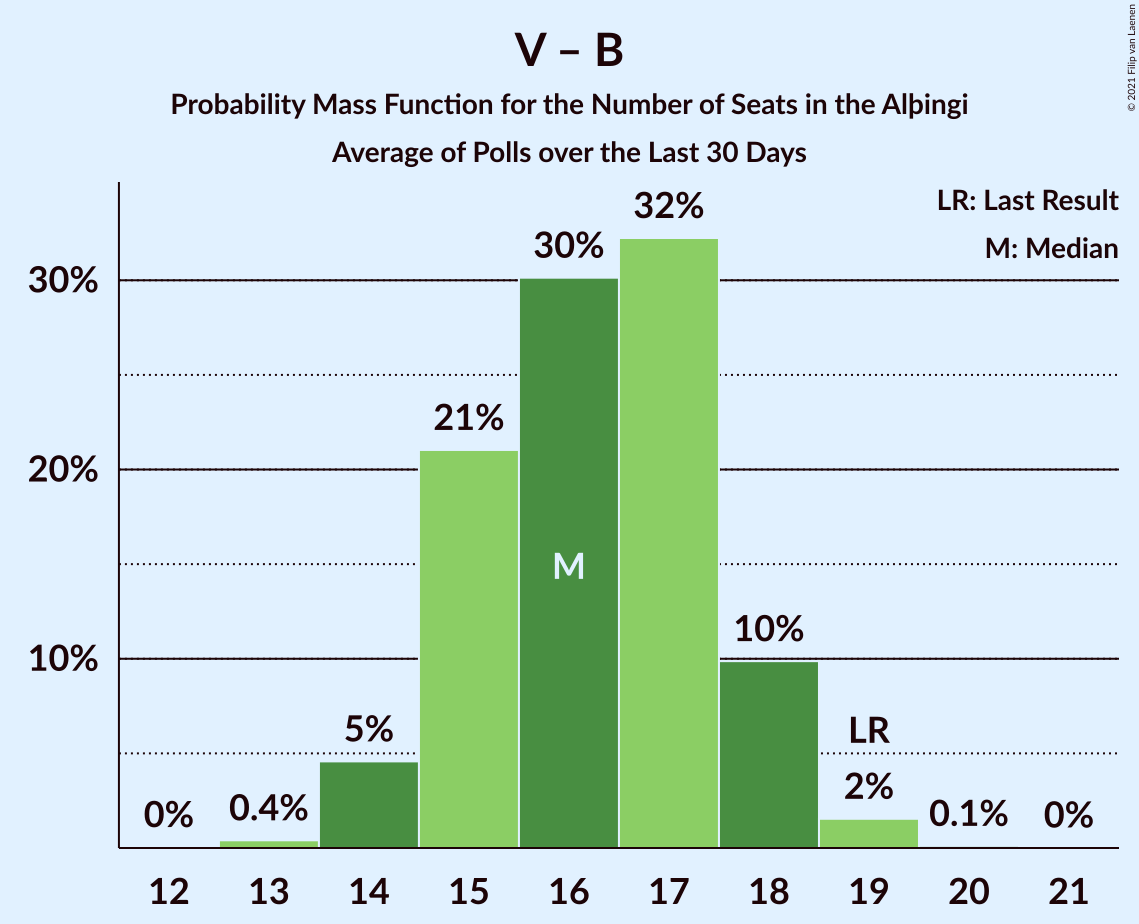 V – B
Probability Mass Function for the Number of Seats in the Alþingi
Average of Polls over the Last 30 Days
© 2021 Filip van Laenen
LR: Last Result
M: Median
30%
20%
10%
0%
0.4%
5%
21%
30%
32%
10%
LR
2%
0.1%
0%
M
12 13 14 15 16 17 18 19 20 21